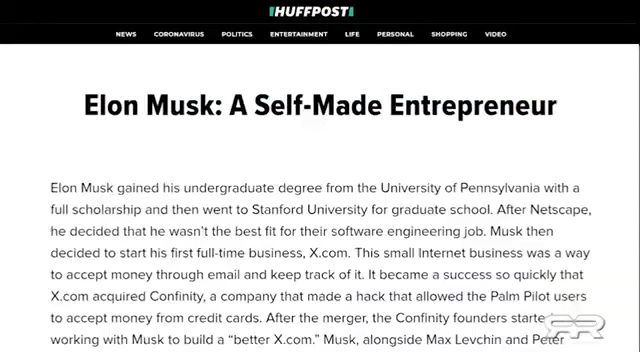 HUFFPOST
NEWS CORONAVIRUS POLITICS ENTERTAINMENT LIFE PERSONAL SHOPPING VIDEO
Elon Musk: A Self-Made Entrepreneur
Elon Musk gained his undergraduate degree from the University of Pennsylvania with a
full scholarship and then went to Stanford University for graduate school. After Netscape,
he decided that he wasn't the best fit for their software engineering job. Musk then
decided to start his first full-time business, X.com. This small Internet business was a way
to accept money through email and keep track of it. It became a success so quickly that
X.com acquired Confinity, a company that made a hack that allowed the Palm Pilot users
to accept money from credit cards. After the merger, the Confinity founders starte
working with Musk to build a “better X.com.” Musk, alongside Max Levchin and Peter